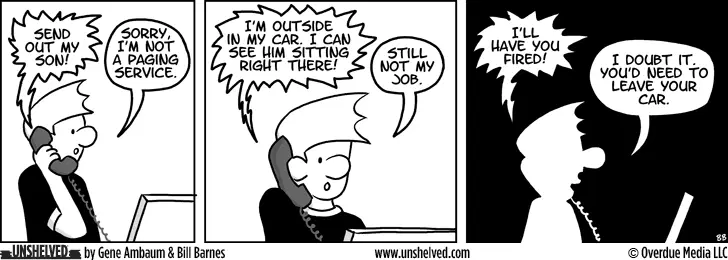 SEND
OUT MY
SON!
SORRY,
I'M NOT
A PAGING
SERVICE.
I'M OUTSIDE
IN MY CAR. I CAN
SEE HIM SITTING
RIGHT THERE!
STILL
NOT MY
JOB.
I'LL
HAVE YOU
FIRED!
I DOUBT IT.
YOU'D NEED TO
LEAVE YOUR
CAR.
88
UNSHELVED by Gene Ambaum & Bill Barnes
www.unshelved.com
© Overdue Media LLC